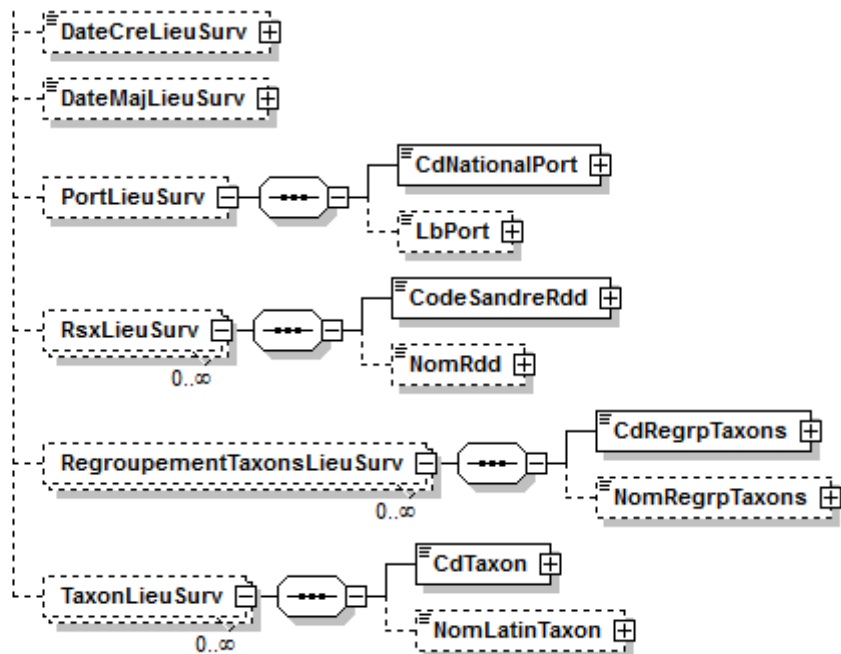 DateCreLieuSurv
DateMajLieuSurv
CdNationalPort
PortLieuSurv
LbPort
CodeSandreRdd
RsxLieuSurv
NomRdd
0..∞
CdRegrpTaxons
RegroupementTaxonsLieuSurv
NomRegrpTaxons
0..∞
CdTaxon
TaxonLieuSurv
NomLatinTaxon
0..∞